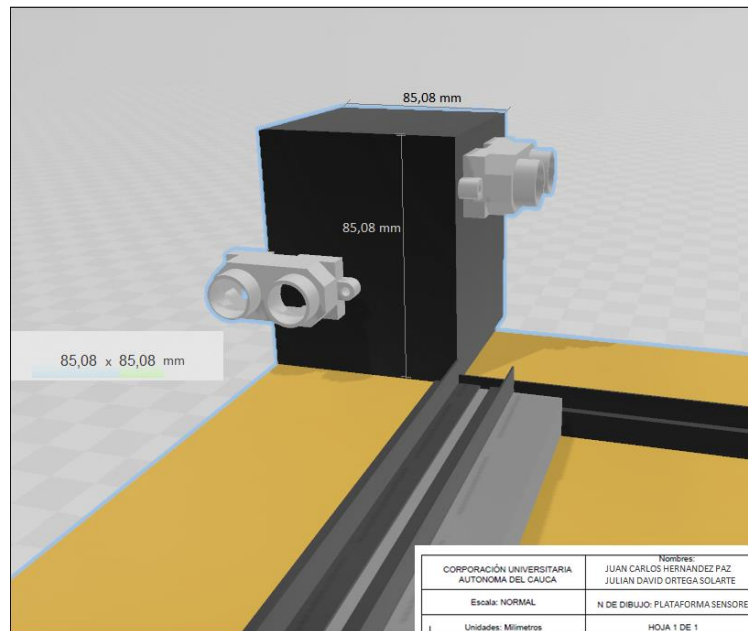 85,08 mm
85,08 mm
85,08 x 85,08 mm
CORPORACIÓN UNIVERSITARIA
AUTONOMA DEL CAUCA
Nombres:
JUAN CARLOS HERNANDEZ PAZ
JULIAN DAVID ORTEGA SOLARTE
Escala: NORMAL
N DE DIBUJO: PLATAFORMA SENSORE
Unidades: Milimetros
HOJA 1 DE 1